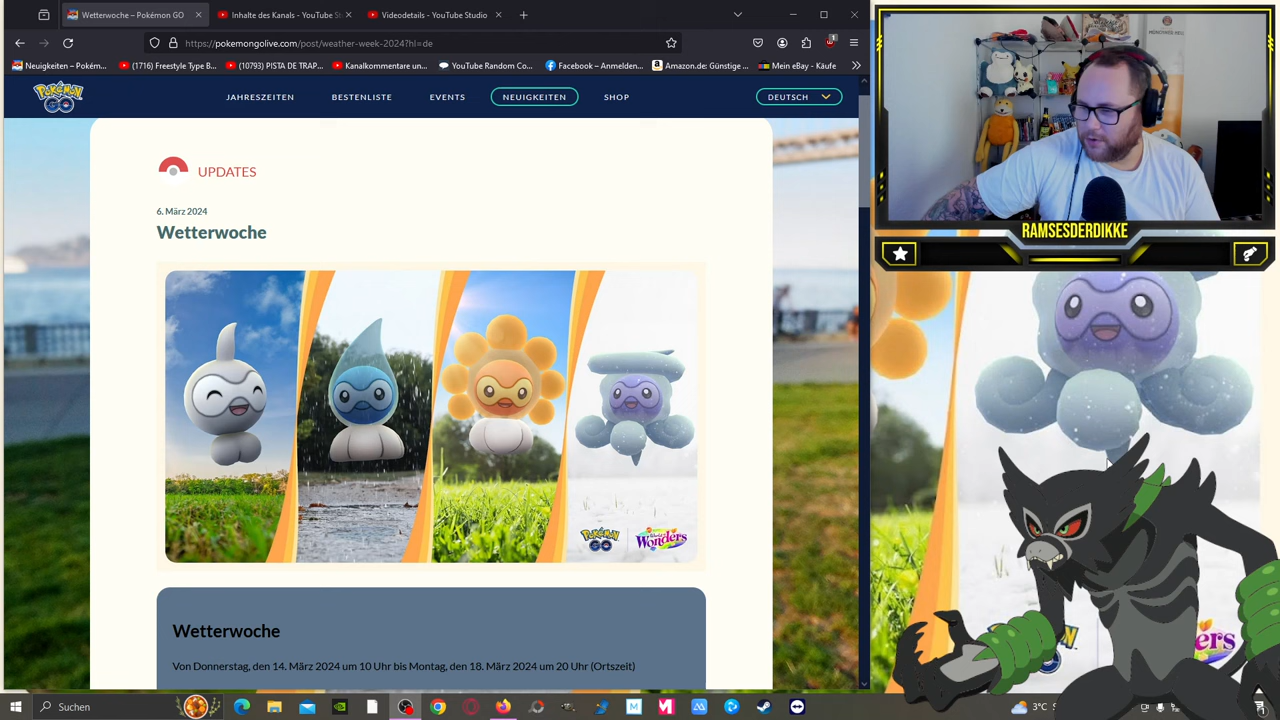 Wetterwoche – Pokémon GO
Inhalte des Kanals - YouTube St
Videodetails - YouTube Studio
https://pokemongolive.com/post/weather-week-2024?hl=de
Neuigkeiten – Pokém...
(1716) Freestyle Type B...
(10793) PISTA DE TRAP...
Kanalkommentare un...
YouTube Random Co...
Facebook – Anmelden...
Amazon.de: Günstige ...
Mein eBay - Käufe
POKÉMON GO
JAHRESZEITEN
BESTENLISTE
EVENTS
NEUIGKEITEN
SHOP
DEUTSCH
UPDATES
6. März 2024
Wetterwoche
POKÉMON GO
Wonders
Wetterwoche
Von Donnerstag, den 14. März 2024 um 10 Uhr bis Montag, den 18. März 2024 um 20 Uhr (Ortszeit)
RAMSESDERDIKKE
Suchen
3°C